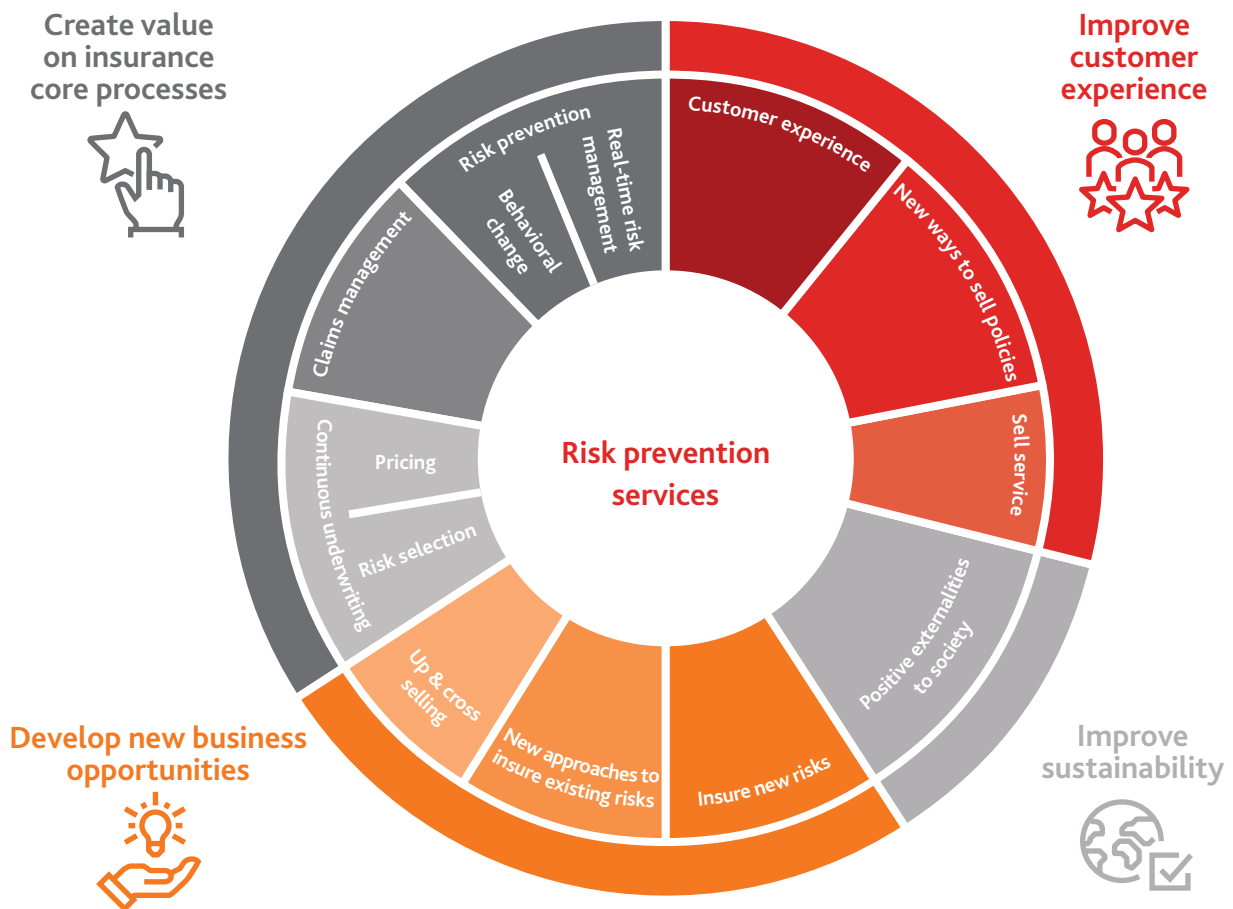 Create value
on insurance
core processes
Improve
customer
experience
Risk prevention
Behavioral
change
Real-time risk
management
Customer experience
New ways to sell policies
Sell service
Positive externalities
to society
Insure new risks
New approaches to
insure existing risks
Up & cross
selling
Continuous underwriting
Pricing
Risk selection
Claims management
Risk prevention
services
Develop new business
opportunities
Improve
sustainability